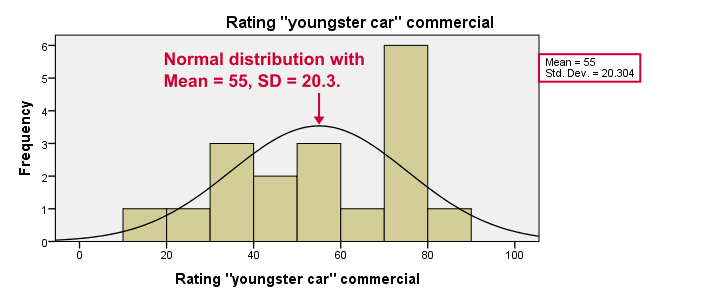 Rating "youngster car" commercial
Normal distribution with
Mean = 55, SD = 20.3.
Mean = 55
Std. Dev. = 20.304
Frequency
6
5
4
3
2
1
0
0 20 40 60 80 100
Rating "youngster car" commercial